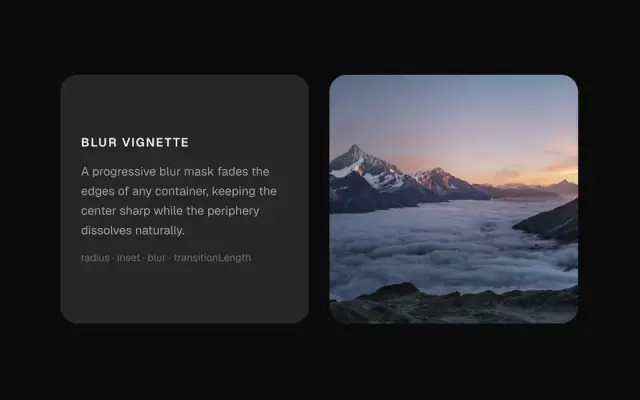 BLUR VIGNETTE
A progressive blur mask fades the
edges of any container, keeping the
center sharp while the periphery
dissolves naturally.
radius · inset · blur · transitionLength